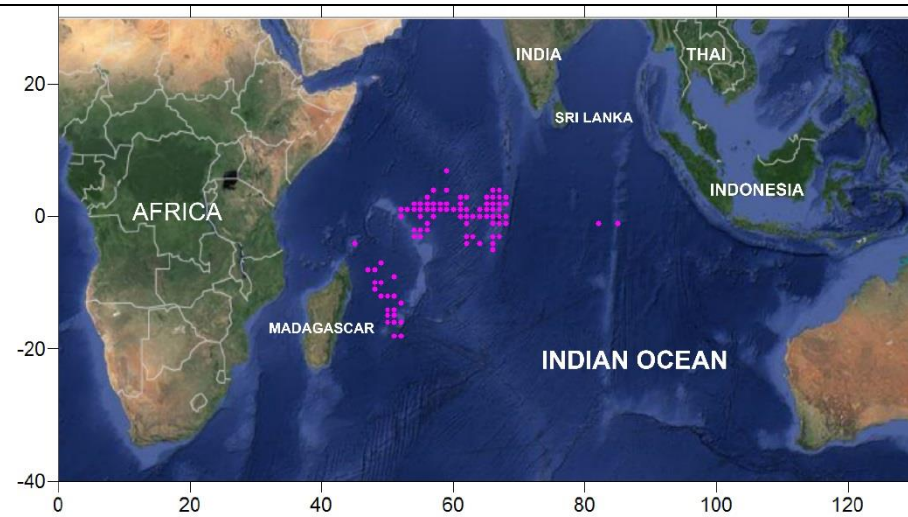 INDIA
THAI
20
SRI LANKA
INDONESIA
AFRICA
0
MADAGASCAR
-20
INDIAN OCEAN
-40
0
20
40
60
80
100
120